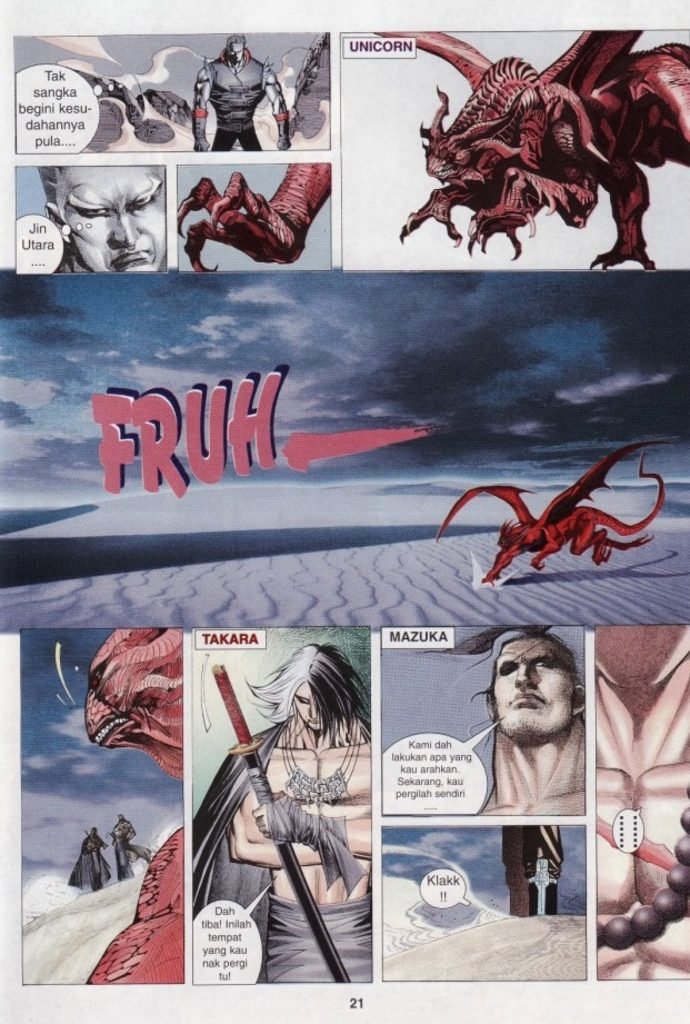 Tak
sangka
begini kesu-
dahannya
pula....
UNICORN
Jin
Utara
....
FRUH
TAKARA
Dah
tiba! Inilah
tempat
yang kau
nak pergi
tu!
MAZUKA
Kami dah
lakukan apa yang
kau arahkan.
Sekarang, kau
pergilah sendiri
.....
Klakk
!!
21